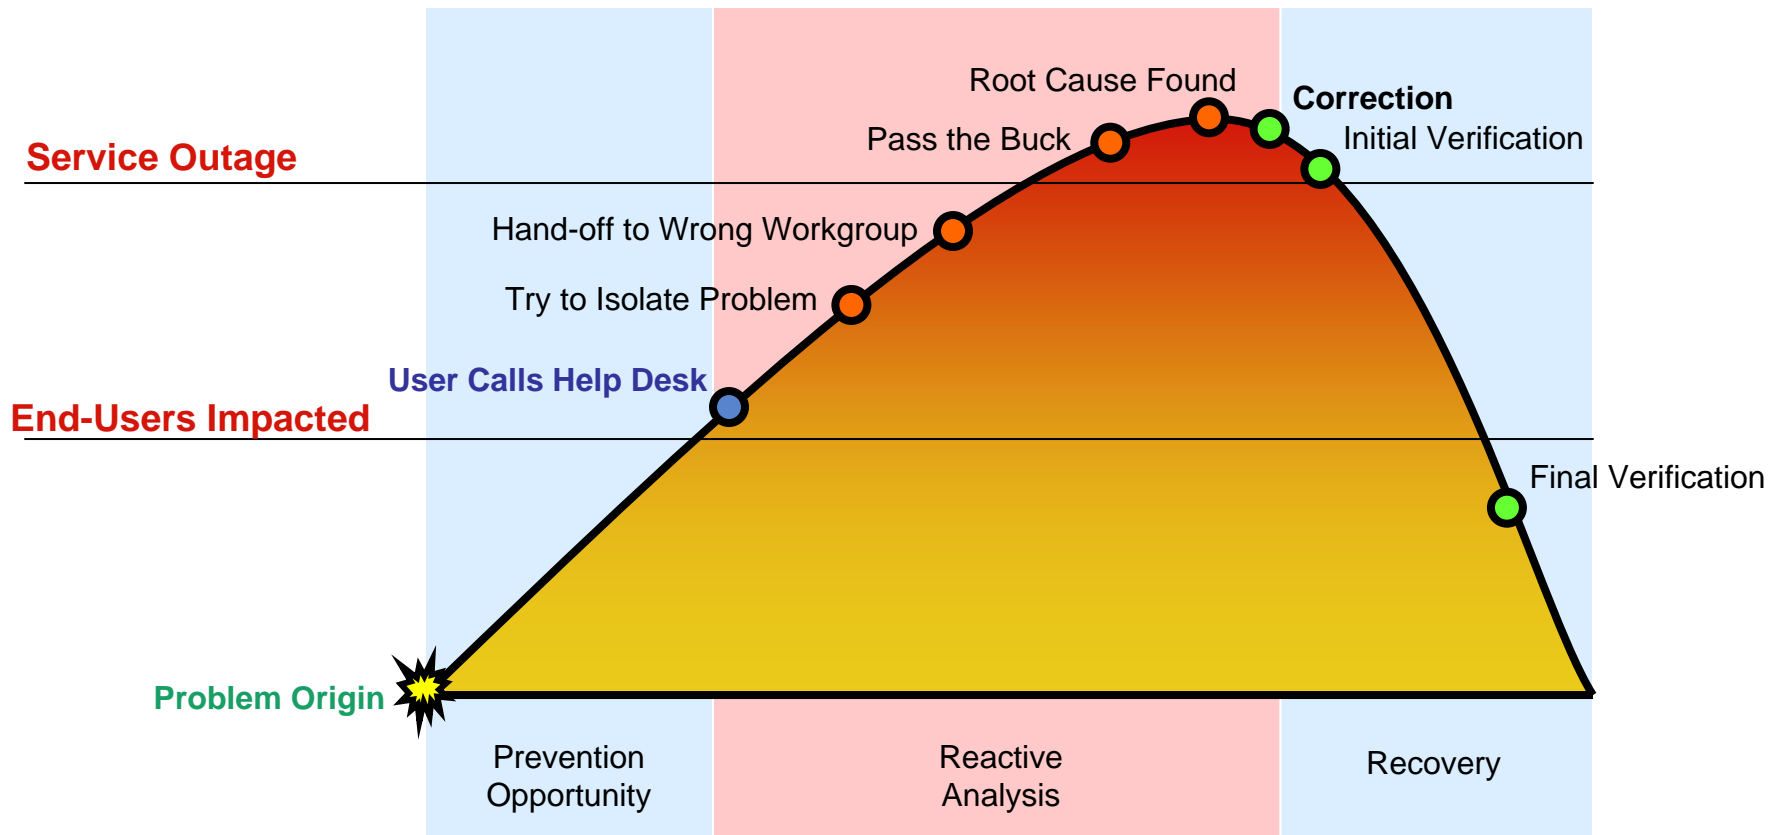 Root Cause Found
Correction
Pass the Buck
Initial Verification
Service Outage
Hand-off to Wrong Workgroup
Try to Isolate Problem
User Calls Help Desk
End-Users Impacted
Final Verification
Problem Origin
Prevention
Opportunity
Reactive
Analysis
Recovery